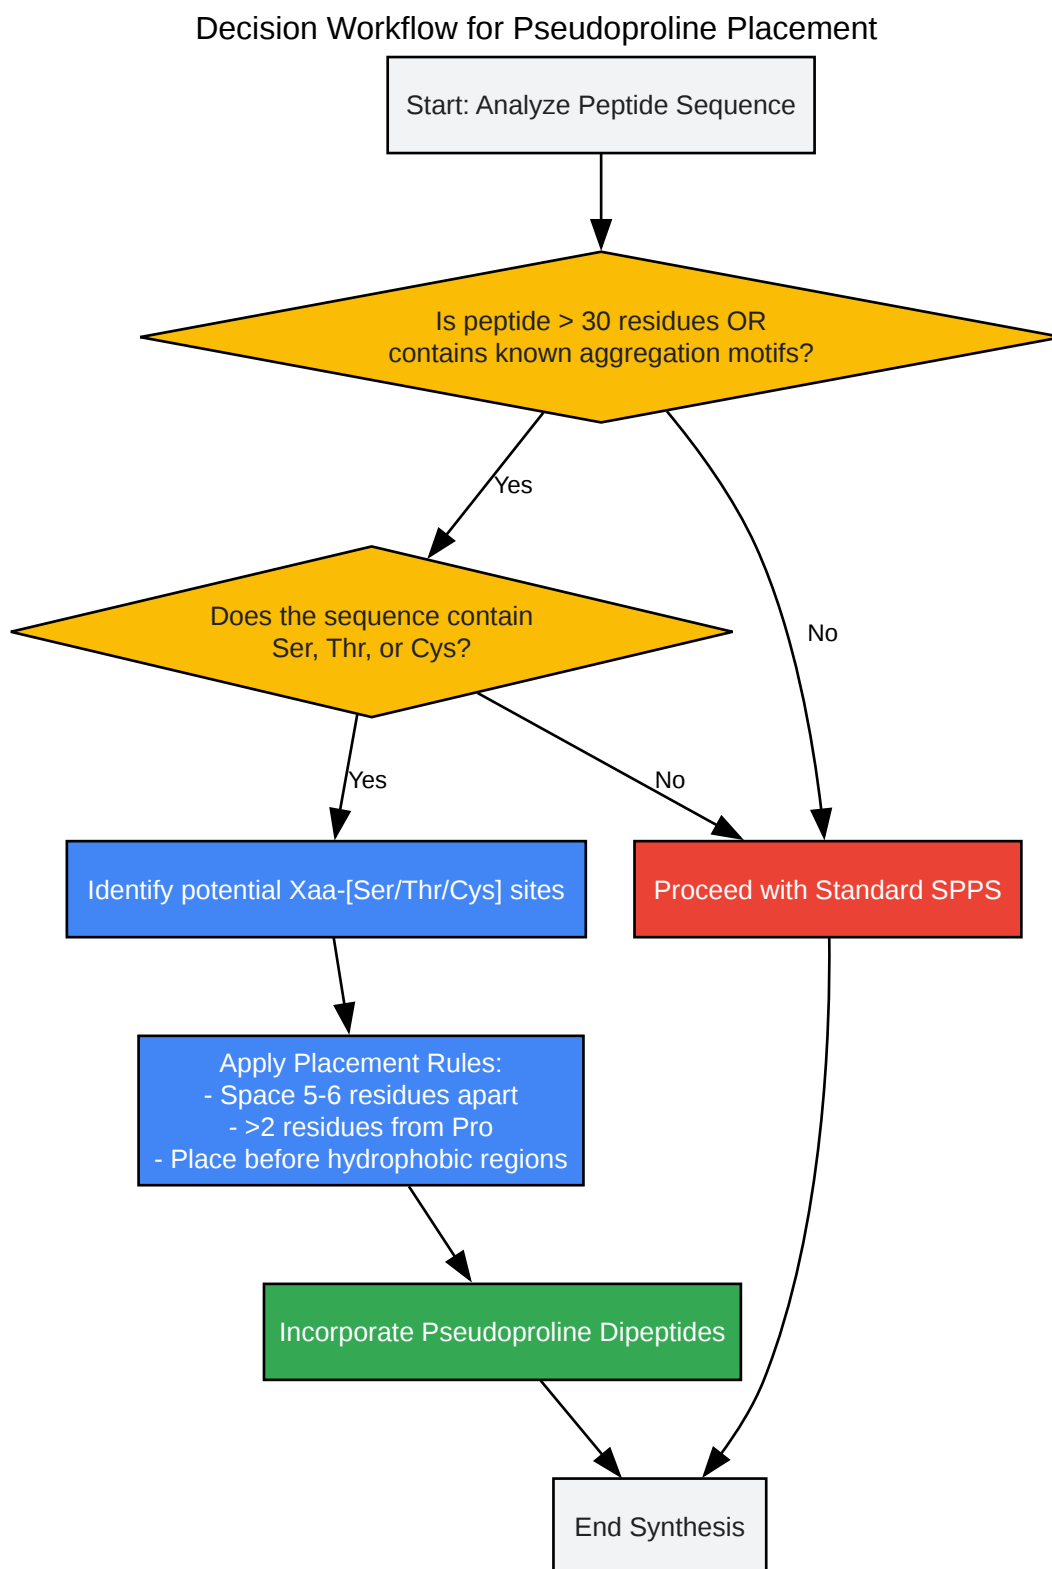 Decision Workflow for Pseudoproline Placement
Start: Analyze Peptide Sequence
Is peptide > 30 residues OR
contains known aggregation motifs?
Yes
No
Does the sequence contain
Ser, Thr, or Cys?
Yes
No
Identify potential Xaa-[Ser/Thr/Cys] sites
Proceed with Standard SPPS
Apply Placement Rules:
- Space 5-6 residues apart
- >2 residues from Pro
- Place before hydrophobic regions
Incorporate Pseudoproline Dipeptides
End Synthesis